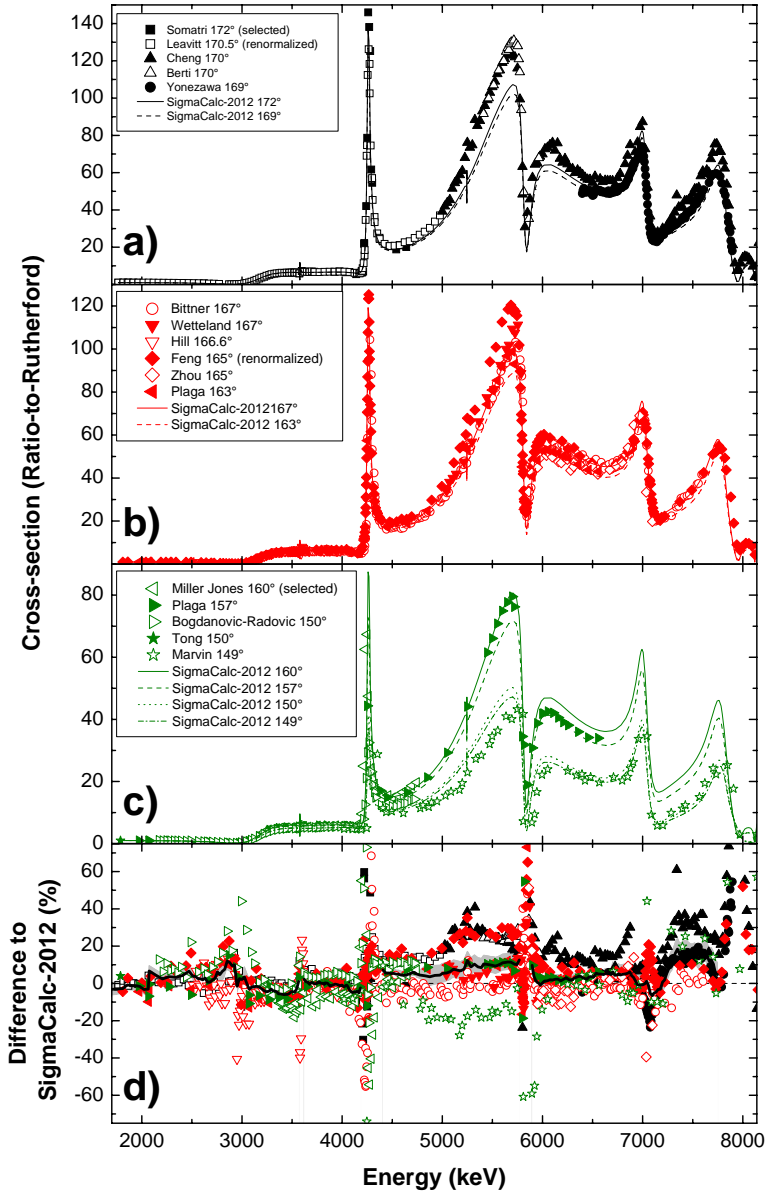 140
120
100
80
60
40
20
Somatri 172° (selected)
Leavitt 170.5° (renormalized)
Cheng 170°
Berti 170°
Yonezawa 169°
SigmaCalc-2012 172°
SigmaCalc-2012 169°
a)
120
100
80
60
40
20
Bittner 167°
Wetteland 167°
Hill 166.6°
Feng 165° (renormalized)
Zhou 165°
Plaga 163°
SigmaCalc-2012167°
SigmaCalc-2012 163°
b)
Cross-section (Ratio-to-Rutherford)
80
60
40
20
0
Miller Jones 160° (selected)
Plaga 157°
Bogdanovic-Radovic 150°
Tong 150°
Marvin 149°
SigmaCalc-2012 160°
SigmaCalc-2012 157°
SigmaCalc-2012 150°
SigmaCalc-2012 149°
c)
Difference to
SigmaCalc-2012 (%)
60
40
20
0
-20
-40
-60
d)
2000 3000 4000 5000 6000 7000 8000
Energy (keV)